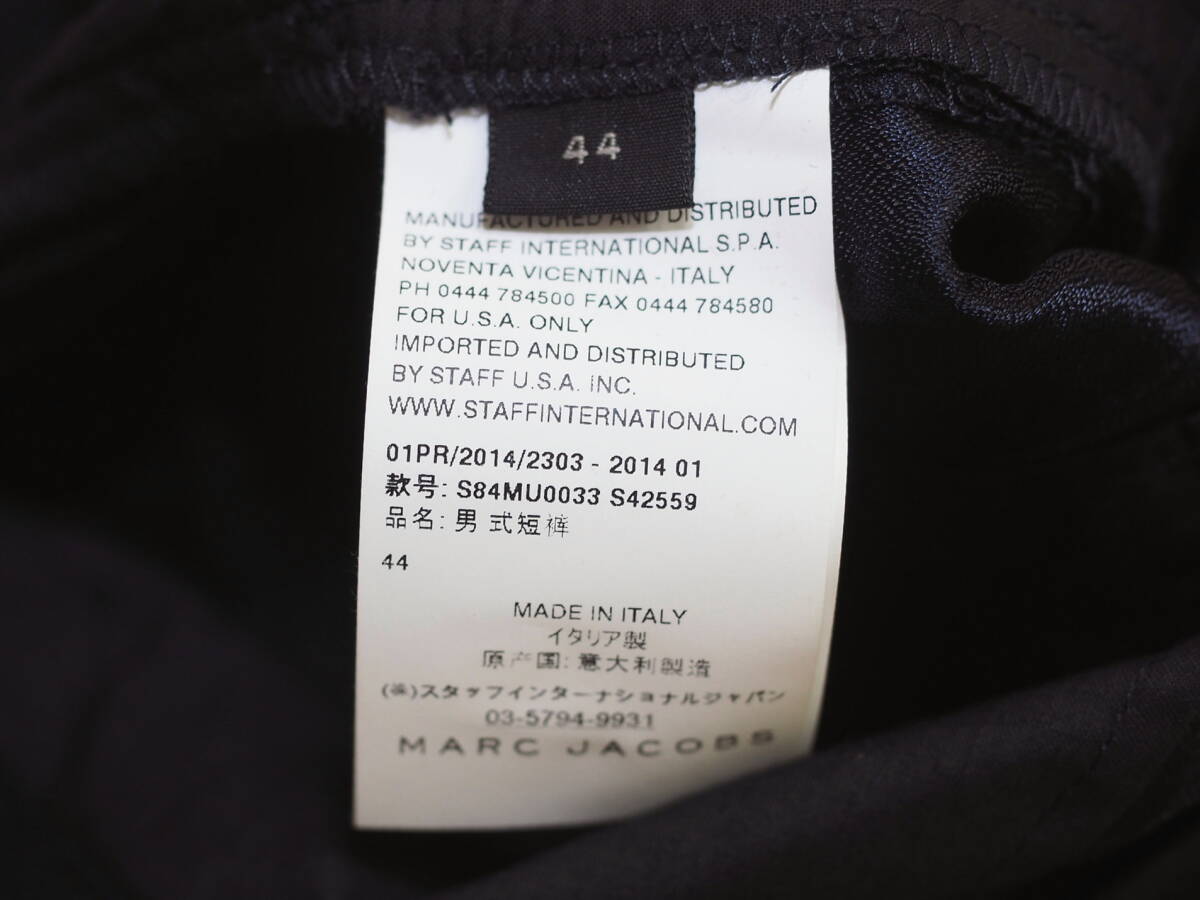 44
MANUFACTURED AND DISTRIBUTED
BY STAFF INTERNATIONAL S.P.A.
NOVENTA VICENTINA - ITALY
PH 0444 784500 FAX 0444 784580
FOR U.S.A. ONLY
IMPORTED AND DISTRIBUTED
BY STAFF U.S.A. INC.
WWW.STAFFINTERNATIONAL.COM
01PR/2014/2303 - 2014 01
款号: S84MU0033 S42559
品名: 男 式短裤
44
MADE IN ITALY
イタリア製
原产国: 意大利製造
(株)スタッフインターナショナルジャパン
03-5794-9931
MARC JACOBS